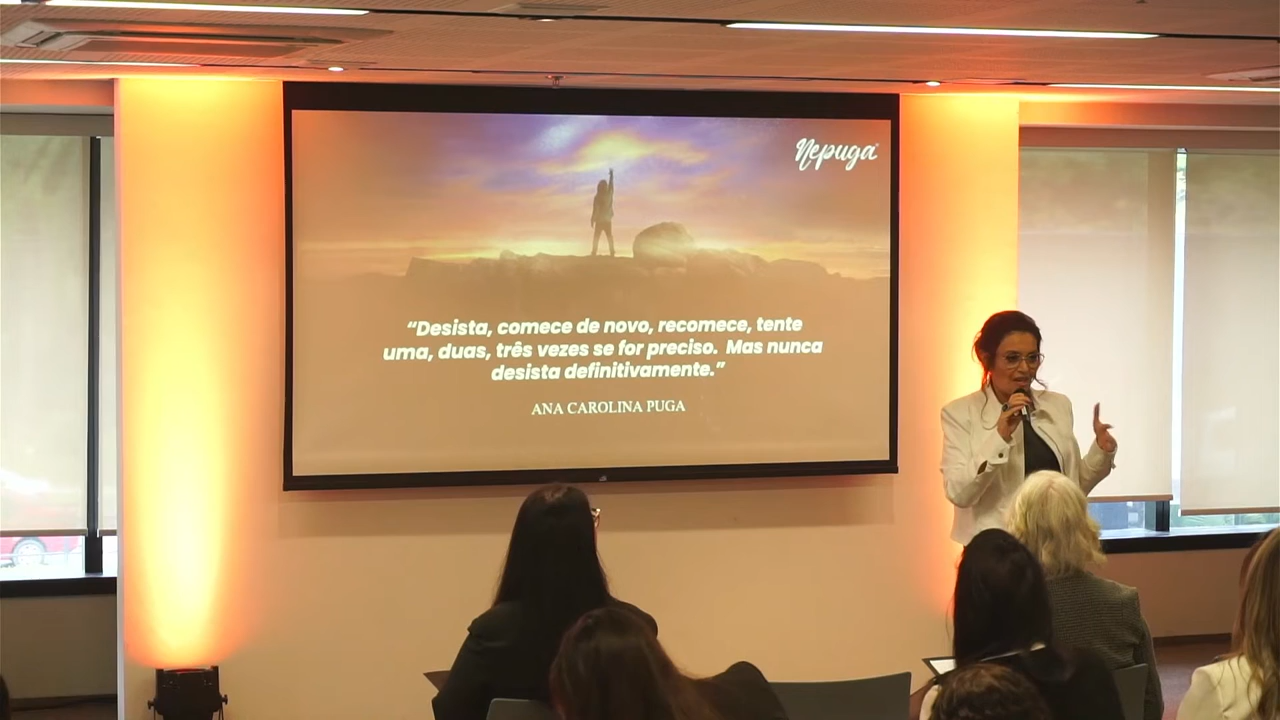 Nepuga
“Desista, comece de novo, recomece, tente
uma, duas, três vezes se for preciso. Mas nunca
desista definitivamente.”
ANA CAROLINA PUGA